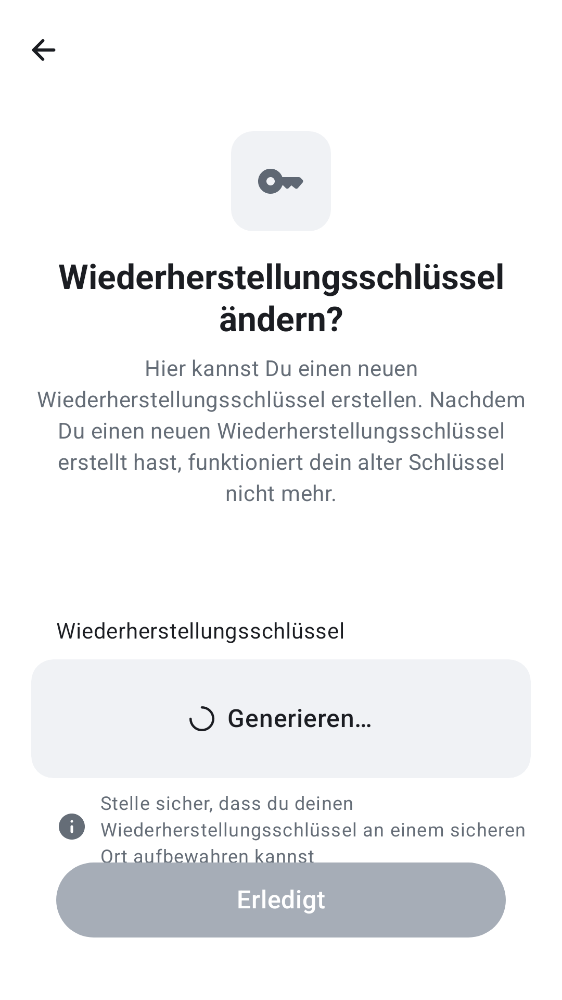 Wiederherstellungsschlüssel
ändern?
Hier kannst Du einen neuen
Wiederherstellungsschlüssel erstellen. Nachdem
Du einen neuen Wiederherstellungsschlüssel
erstellt hast, funktioniert dein alter Schlüssel
nicht mehr.
Wiederherstellungsschlüssel
Generieren…
Stelle sicher, dass du deinen
Wiederherstellungsschlüssel an einem sicheren
Ort aufbewahren kannst
Erledigt